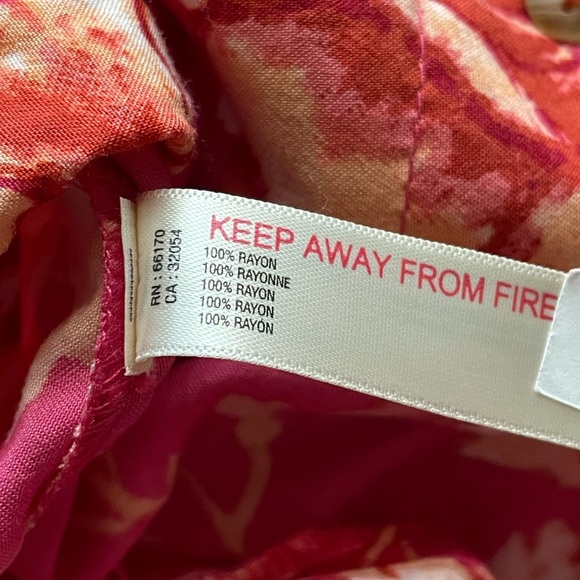 KEEP AWAY FROM FIRE
RN : 66170
CA : 32054
100% RAYON
100% RAYONNE
100% RAYON
100% RAYON
100% RAYÓN